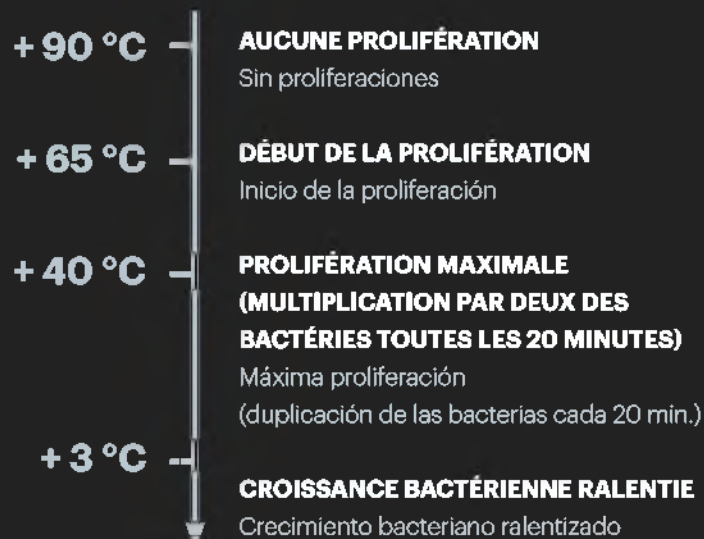 + 90 °C
AUCUNE PROLIFÉRATION
Sin proliferaciones
+ 65 °C
DÉBUT DE LA PROLIFÉRATION
Inicio de la proliferación
+ 40 °C
PROLIFÉRATION MAXIMALE
(MULTIPLICATION PAR DEUX DES
BACTÉRIES TOUTES LES 20 MINUTES)
Máxima proliferación
(duplicación de las bacterias cada 20 min.)
+ 3 °C
CROISSANCE BACTÉRIENNE RALENTIE
Crecimiento bacteriano ralentizado